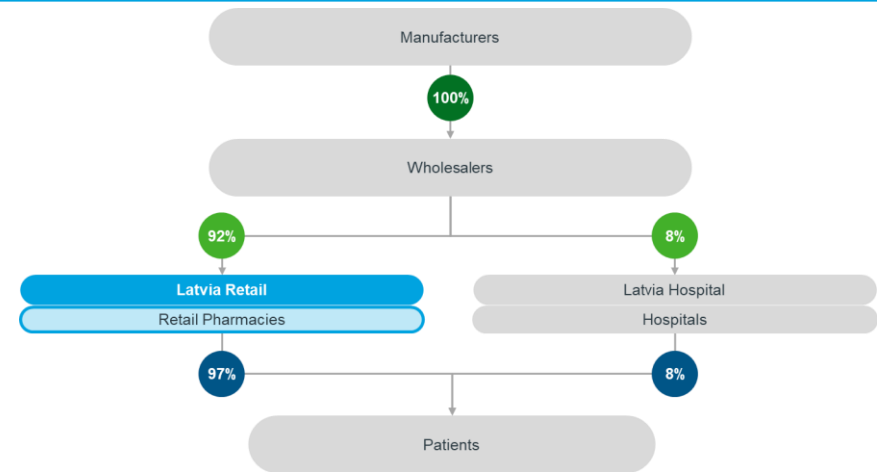 Manufacturers
100%
Wholesalers
92%
8%
Latvia Retail
Latvia Hospital
Retail Pharmacies
Hospitals
97%
8%
Patients